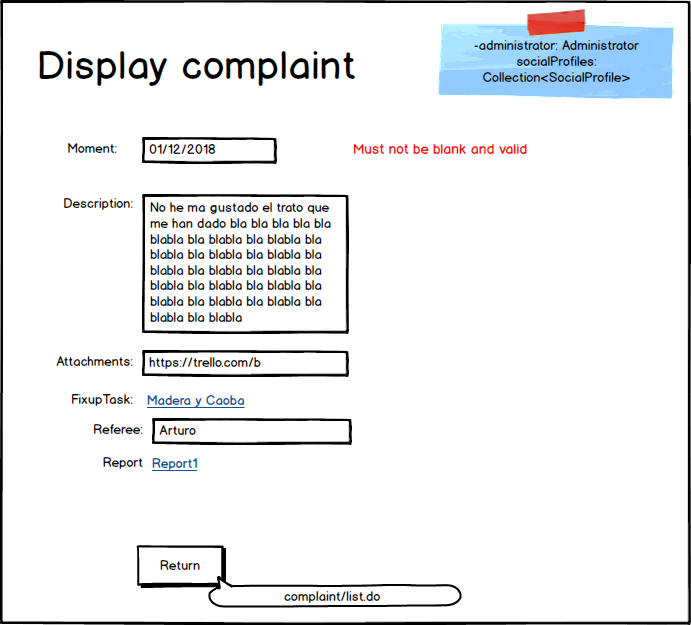 -administrator: Administrator
socialProfiles:
Collection<SocialProfile>
Display complaint
Moment: 01/12/2018 Must not be blank and valid
Description: No he ma gustado el trato que
me han dado bla bla bla bla bla
blabla bla blabla bla blabla bla
blabla bla blabla bla blabla bla
blabla bla blabla bla blabla bla
blabla bla blabla bla blabla bla
blabla bla blabla bla blabla bla
blabla bla blabla
Attachments: https://trello.com/b
FixupTask: Madera y Caoba
Referee: Arturo
Report Report1
Return
complaint/list.do